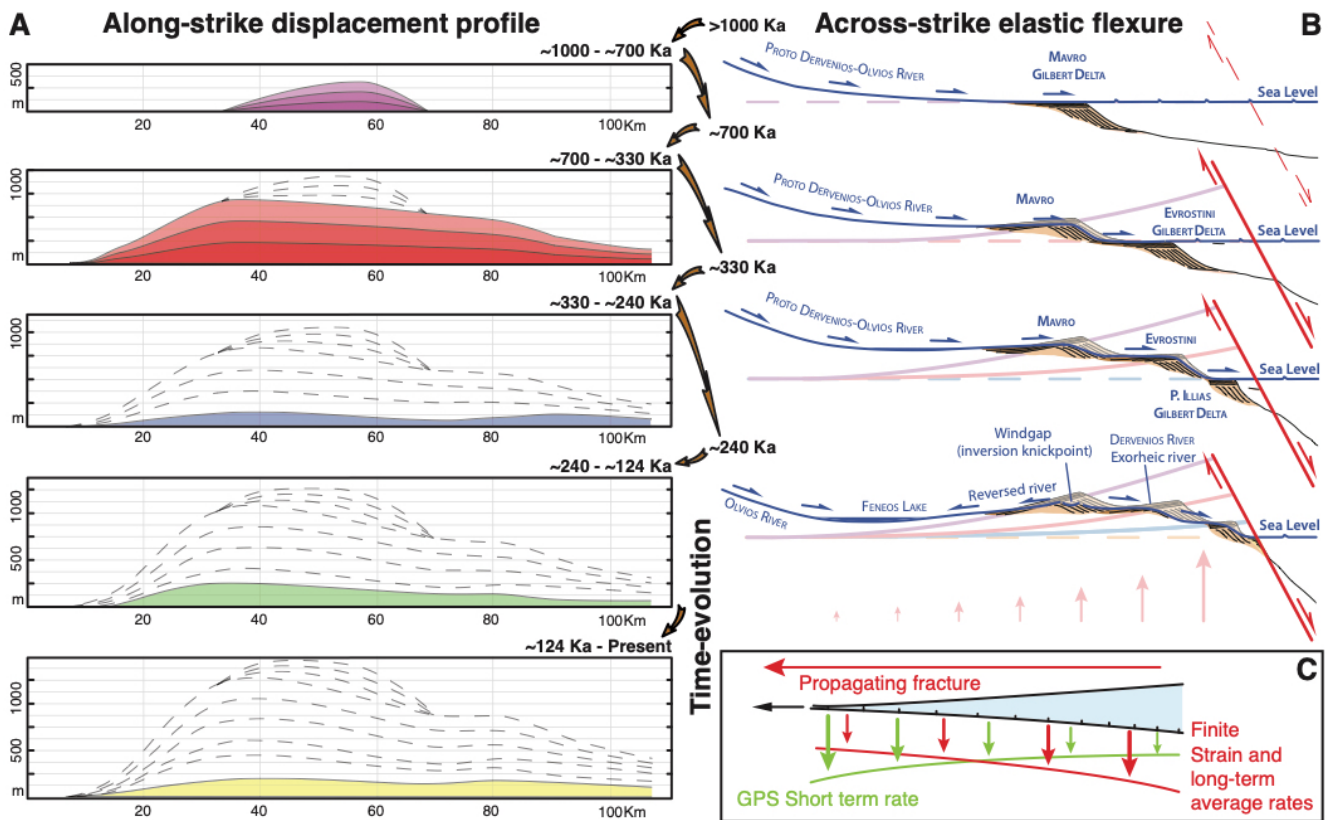 A
Along-strike displacement profile
~1000 - ~700 Ka
500
m
20
40
60
80
100Km
~700 - ~330 Ka
1000
m
20
40
60
80
100Km
~330 - ~240 Ka
1000
m
20
40
60
80
100Km
~240 - ~124 Ka
1000
500
m
20
40
60
80
100Km
~124 Ka - Present
1000
500
m
20
40
60
80
100Km
>1000 Ka
~700 Ka
~330 Ka
~240 Ka
Time-evolution
Across-strike elastic flexure
B
Proto Dervenios-Olvios River
Mavro
Gilbert Delta
Sea Level
Proto Dervenios-Olvios River
Mavro
Evrostini
Gilbert Delta
Sea Level
Proto Dervenios-Olvios River
Mavro
Evrostini
Sea Level
P. Illias
Gilbert Delta
Windgap
(inversion knickpoint)
Dervenios River
Exorheic river
Olvios River
Feneos Lake
Reversed river
Sea Level
C
Propagating fracture
Finite
Strain and
long-term
average rates
GPS Short term rate